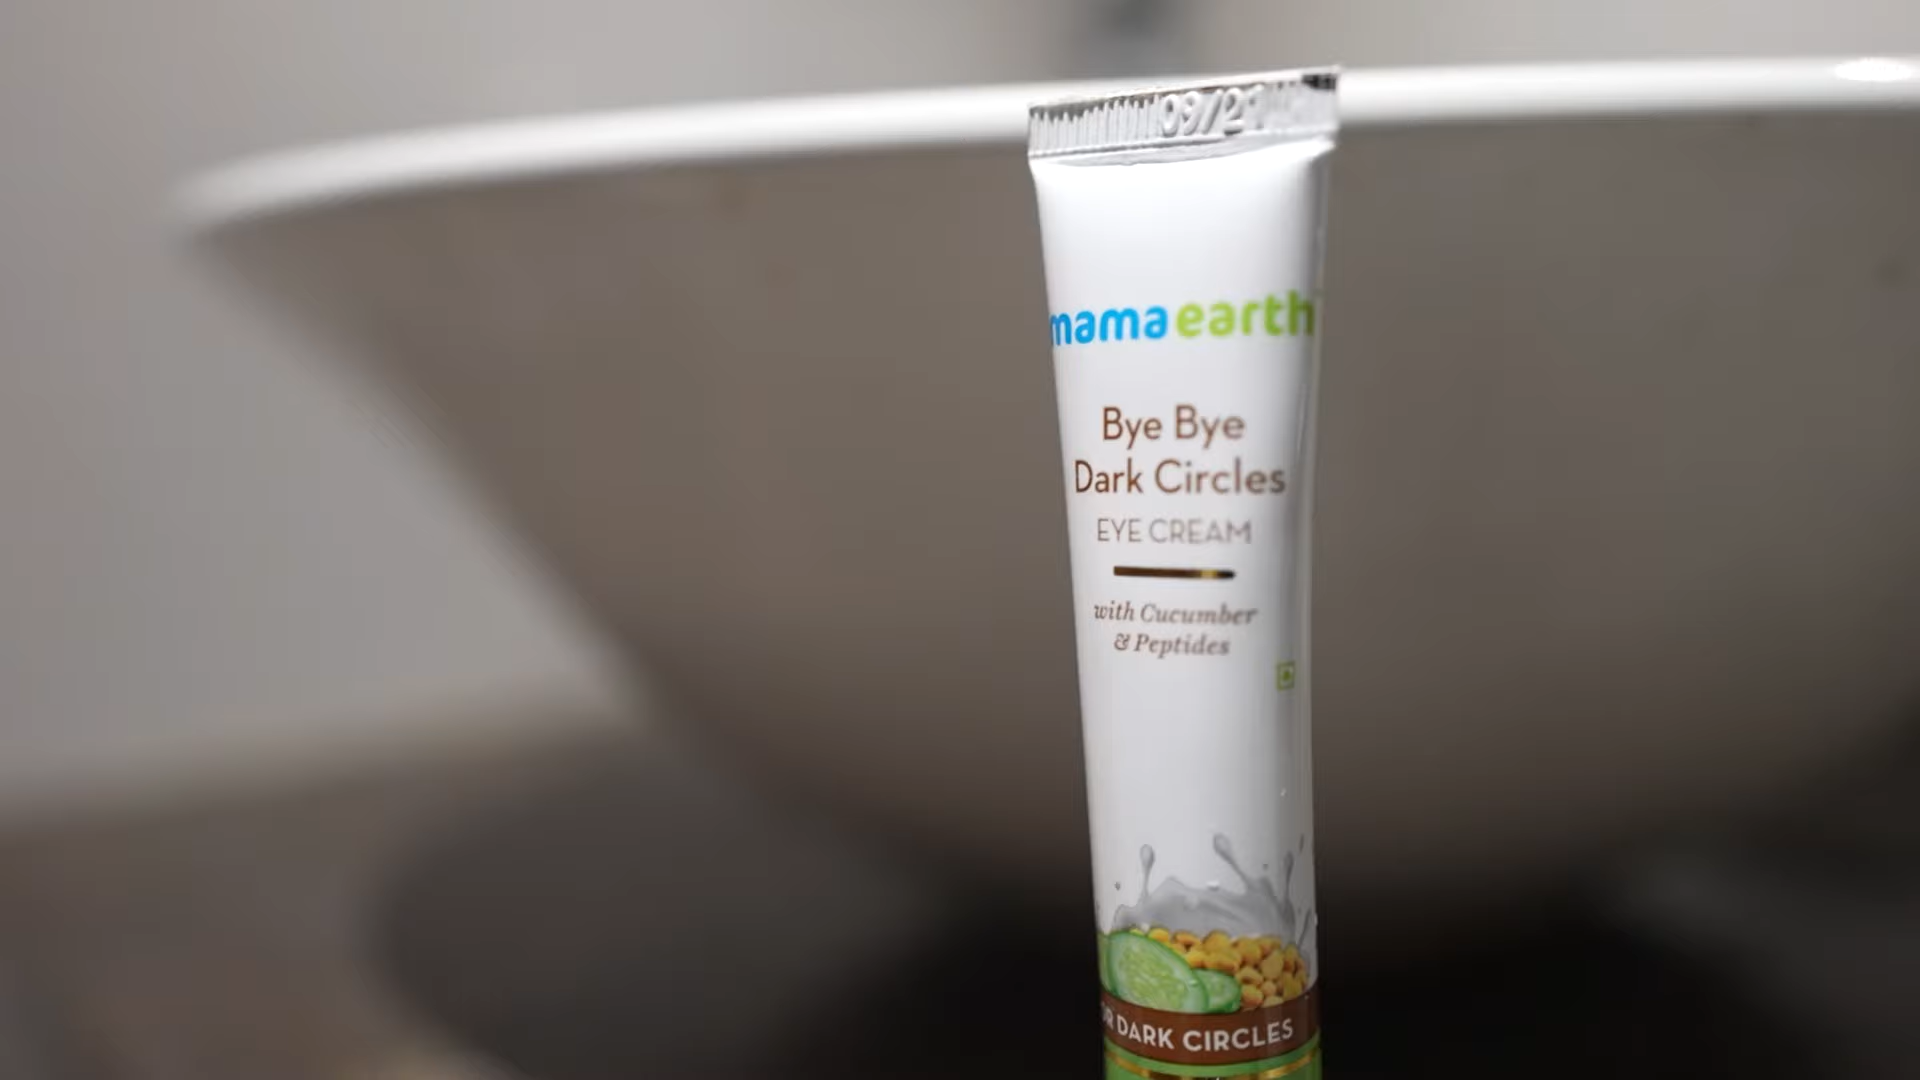 09/21
mamaearth
Bye Bye
Dark Circles
EYE CREAM
with Cucumber
& Peptides
DARK CIRCLES